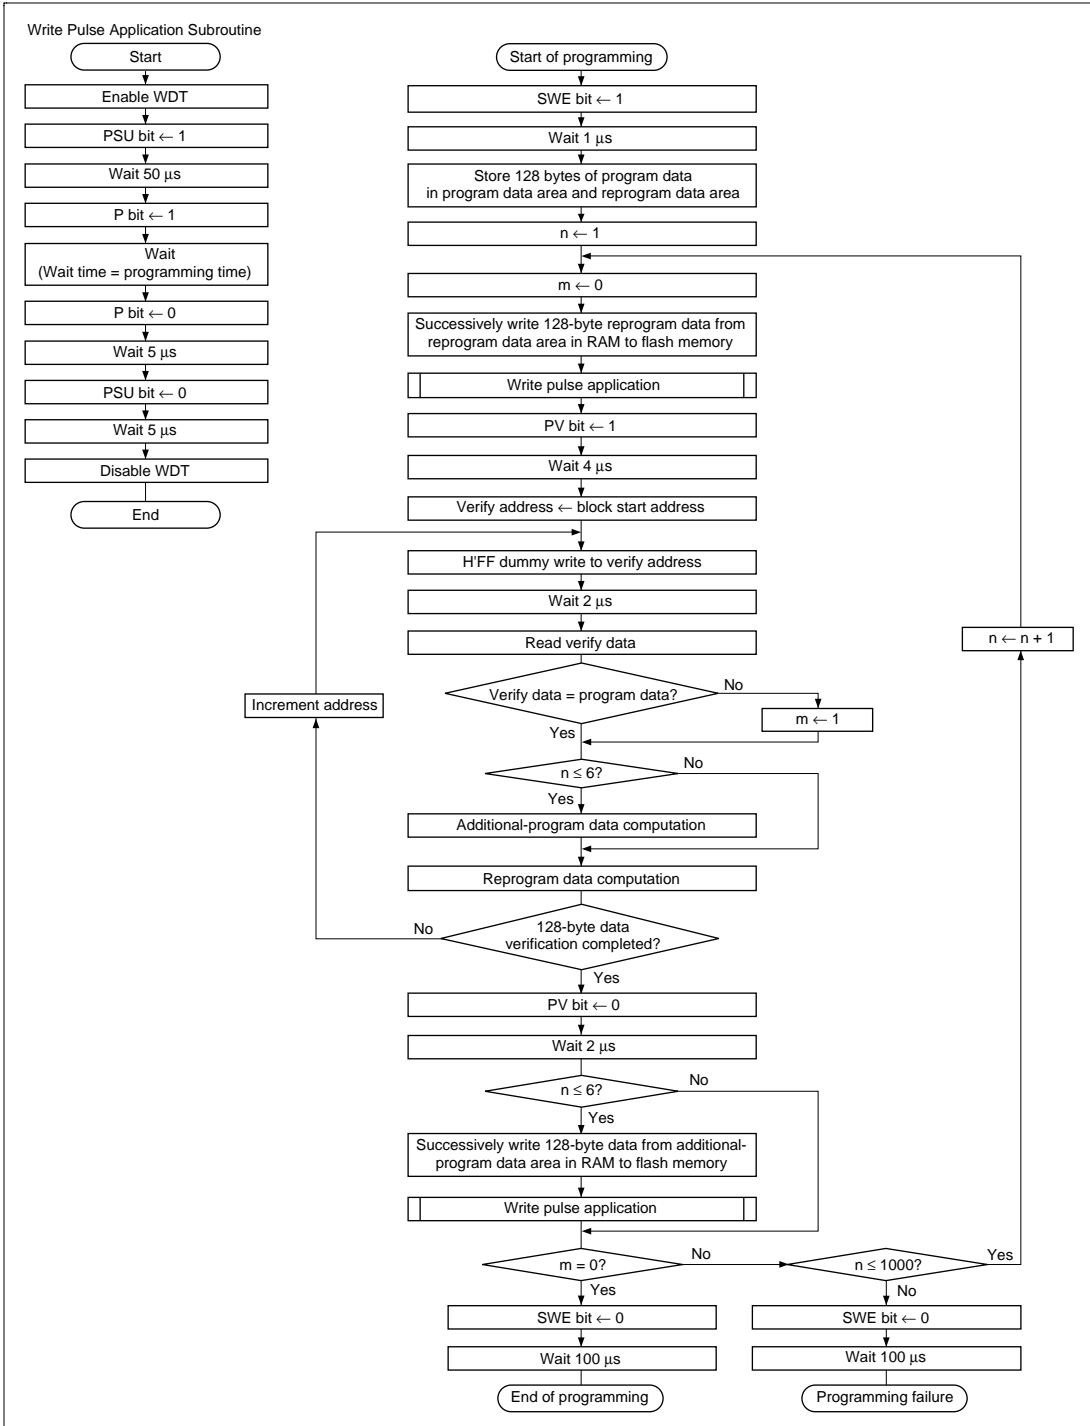 Write Pulse Application Subroutine
Start
Enable WDT
PSU bit ← 1
Wait 50 µs
P bit ← 1
Wait
(Wait time = programming time)
P bit ← 0
Wait 5 µs
PSU bit ← 0
Wait 5 µs
Disable WDT
End
Start of programming
SWE bit ← 1
Wait 1 µs
Store 128 bytes of program data
in program data area and reprogram data area
n ← 1
m ← 0
Successively write 128-byte reprogram data from
reprogram data area in RAM to flash memory
Write pulse application
PV bit ← 1
Wait 4 µs
Verify address ← block start address
H'FF dummy write to verify address
Wait 2 µs
Read verify data
n ← n + 1
Verify data = program data?
No
Increment address
m ← 1
Yes
n ≤ 6?
No
Yes
Additional-program data computation
Reprogram data computation
128-byte data
verification completed?
No
Yes
PV bit ← 0
Wait 2 µs
n ≤ 6?
No
Yes
Successively write 128-byte data from additional-
program data area in RAM to flash memory
Write pulse application
m = 0?
No
n ≤ 1000?
Yes
Yes
No
SWE bit ← 0
SWE bit ← 0
Wait 100 µs
Wait 100 µs
End of programming
Programming failure